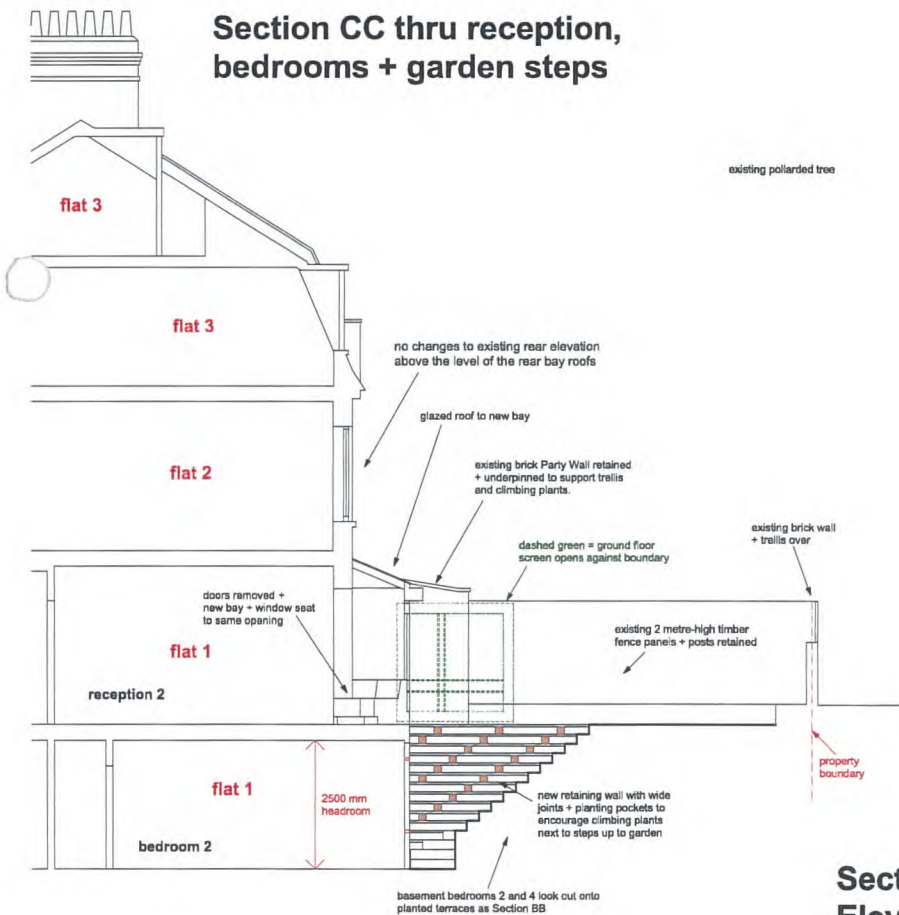 Section CC thru reception,
bedrooms + garden steps
existing pollarded tree
flat 3
flat 3
no changes to existing rear elevation
above the level of the rear bay roofs
glazed roof to new bay
flat 2
existing brick Party Wall retained
+ underpinned to support trellis
and climbing plants.
existing brick wall
+ trellis over
dashed green = ground floor
screen opens against boundary
doors removed +
new bay + window seat
to same opening
flat 1
existing 2 metre-high timber
fence panels + posts retained
reception 2
property
boundary
flat 1
2500 mm
headroom
new retaining wall with wide
joints + planting pockets to
encourage climbing plants
next to steps up to garden
bedroom 2
basement bedrooms 2 and 4 look out onto
planted terraces as Section BB
Sect
Elev